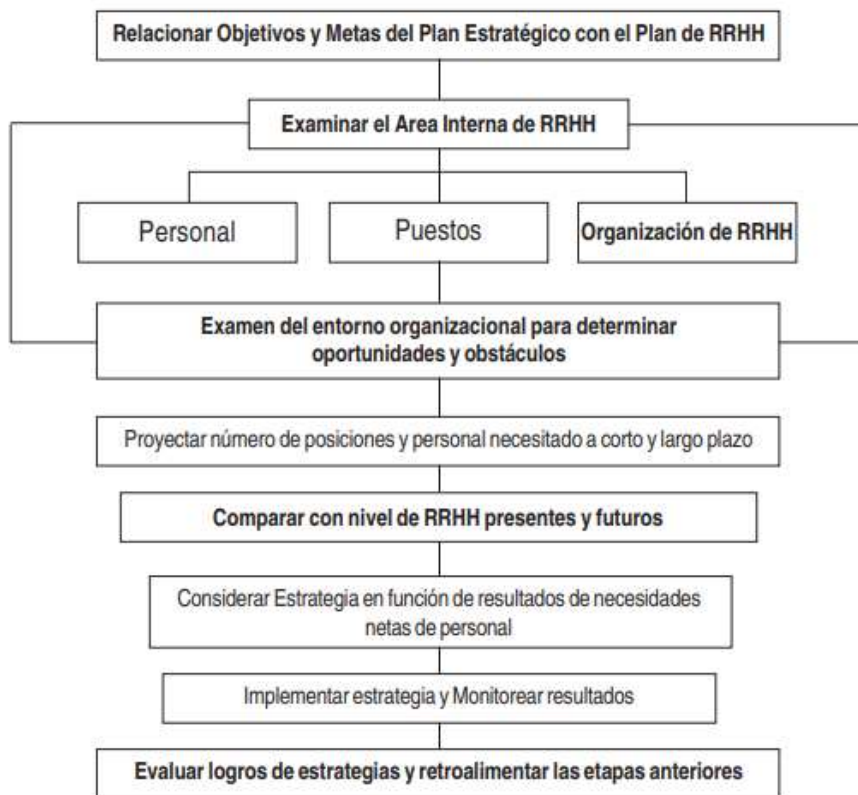 Relacionar Objetivos y Metas del Plan Estratégico con el Plan de RRHH
Examinar el Area Interna de RRHH
Personal
Puestos
Organización de RRHH
Examen del entorno organizacional para determinar
oportunidades y obstáculos
Proyectar número de posiciones y personal necesitado a corto y largo plazo
Comparar con nivel de RRHH presentes y futuros
Considerar Estrategia en función de resultados de necesidades
netas de personal
Implementar estrategia y Monitorear resultados
Evaluar logros de estrategias y retroalimentar las etapas anteriores